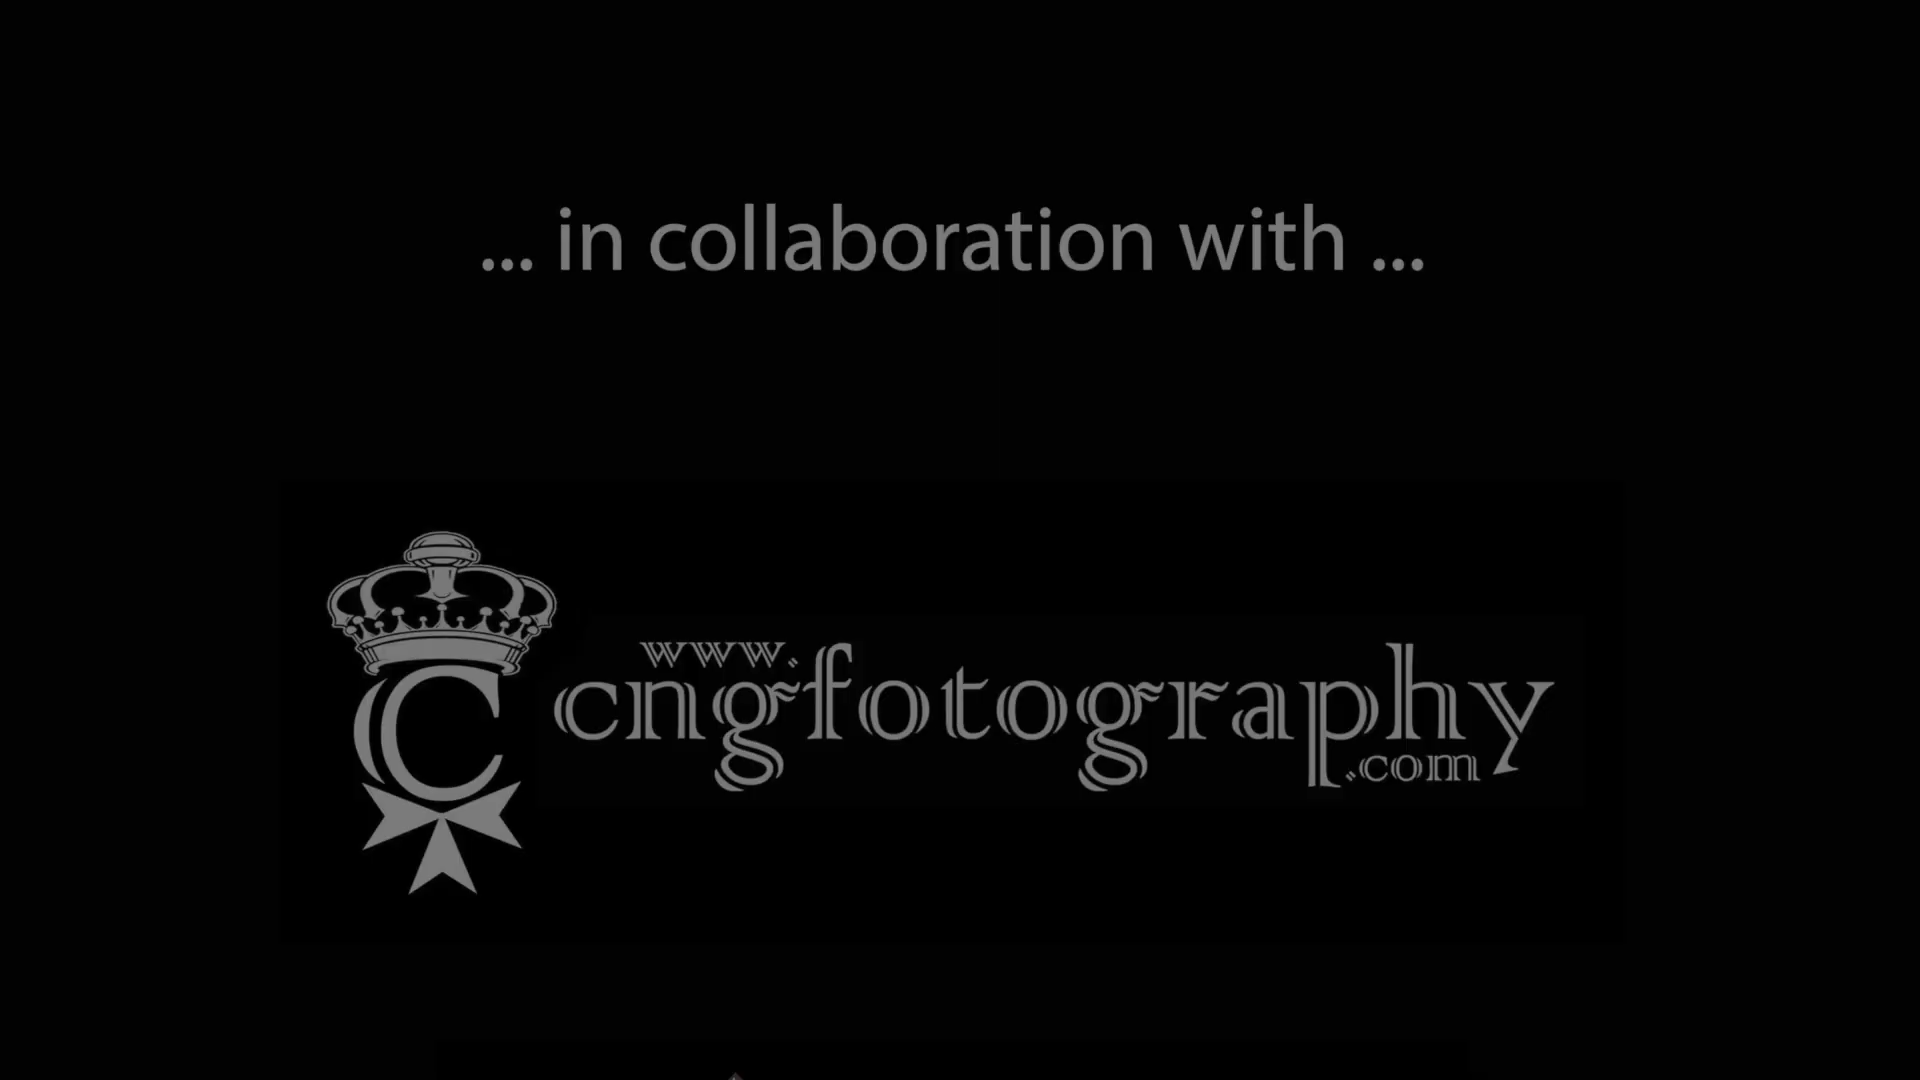 ... in collaboration with ...
C
www.
cngfotography
.com